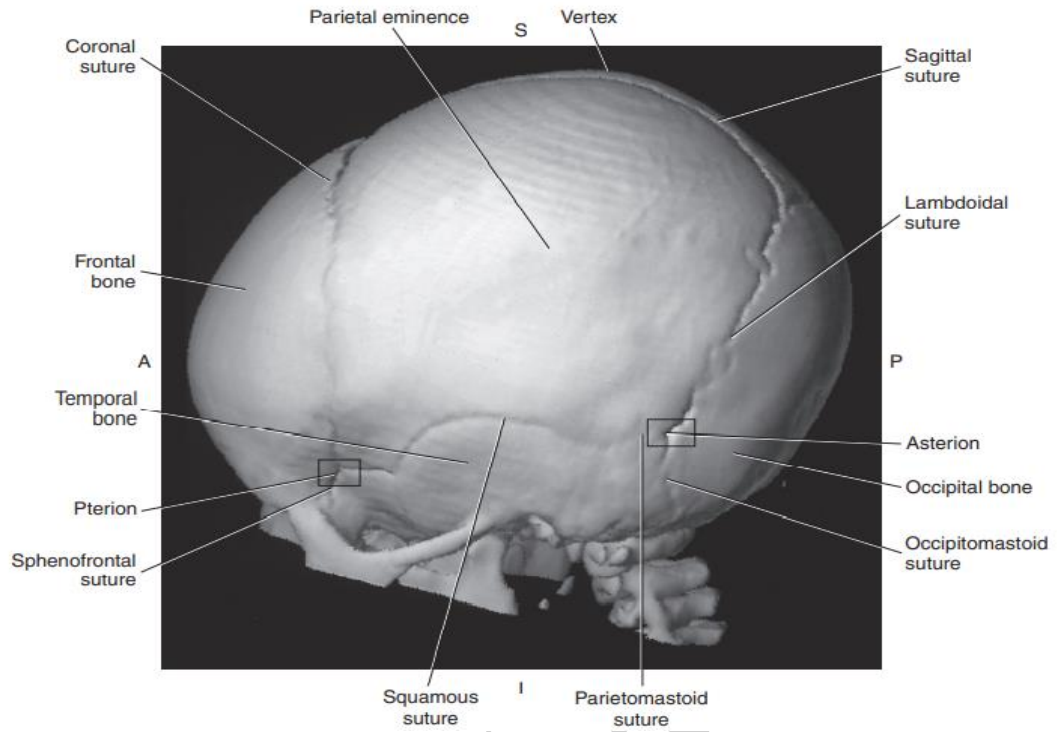 Parietal eminence
S
Vertex
Coronal
suture
Sagittal
suture
Lambdoidal
suture
Frontal
bone
A
P
Temporal
bone
Asterion
Occipital bone
Pterion
Occipitomastoid
suture
Sphenofrontal
suture
I
Squamous
suture
Parietomastoid
suture